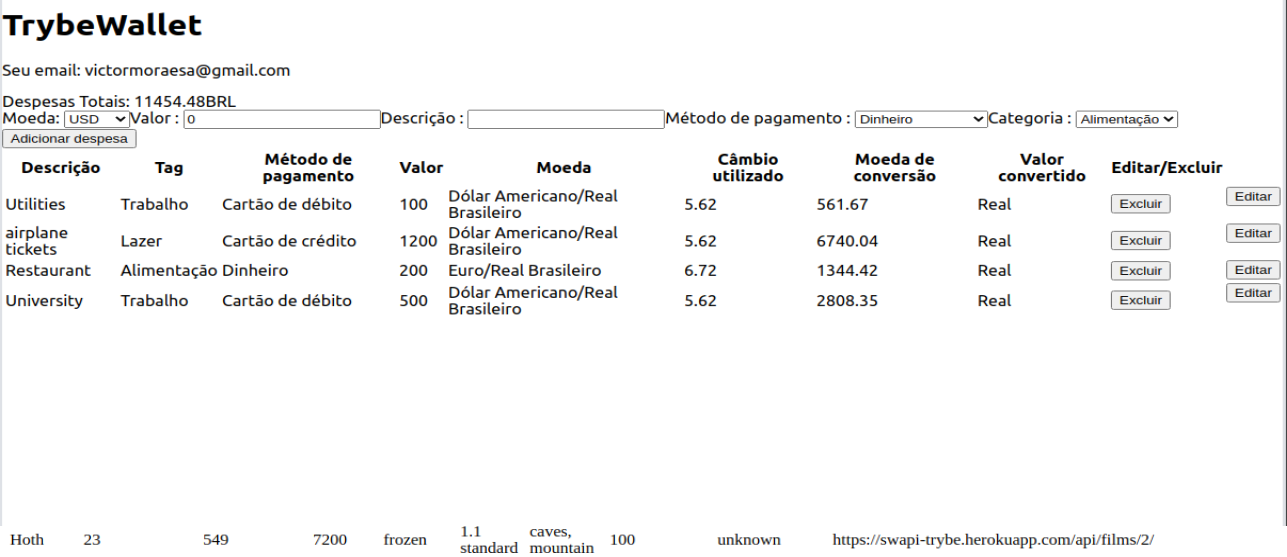 TrybeWallet
Seu email: victormoraesa@gmail.com
Despesas Totais: 11454.48BRL
Moeda: USD Valor : 0 Descrição : Método de pagamento : Dinheiro Categoria : Alimentação
Adicionar despesa
Descrição Tag Método de pagamento Valor Moeda Câmbio utilizado Moeda de conversão Valor convertido Editar/Excluir
Utilities Trabalho Cartão de débito 100 Dólar Americano/Real Brasileiro 5.62 561.67 Real Excluir Editar
airplane tickets Lazer Cartão de crédito 1200 Dólar Americano/Real Brasileiro 5.62 6740.04 Real Excluir Editar
Restaurant Alimentação Dinheiro 200 Euro/Real Brasileiro 6.72 1344.42 Real Excluir Editar
University Trabalho Cartão de débito 500 Dólar Americano/Real Brasileiro 5.62 2808.35 Real Excluir Editar
Hoth 23 549 7200 frozen 1.1 standard caves, mountain 100 unknown https://swapi-trybe.herokuapp.com/api/films/2/